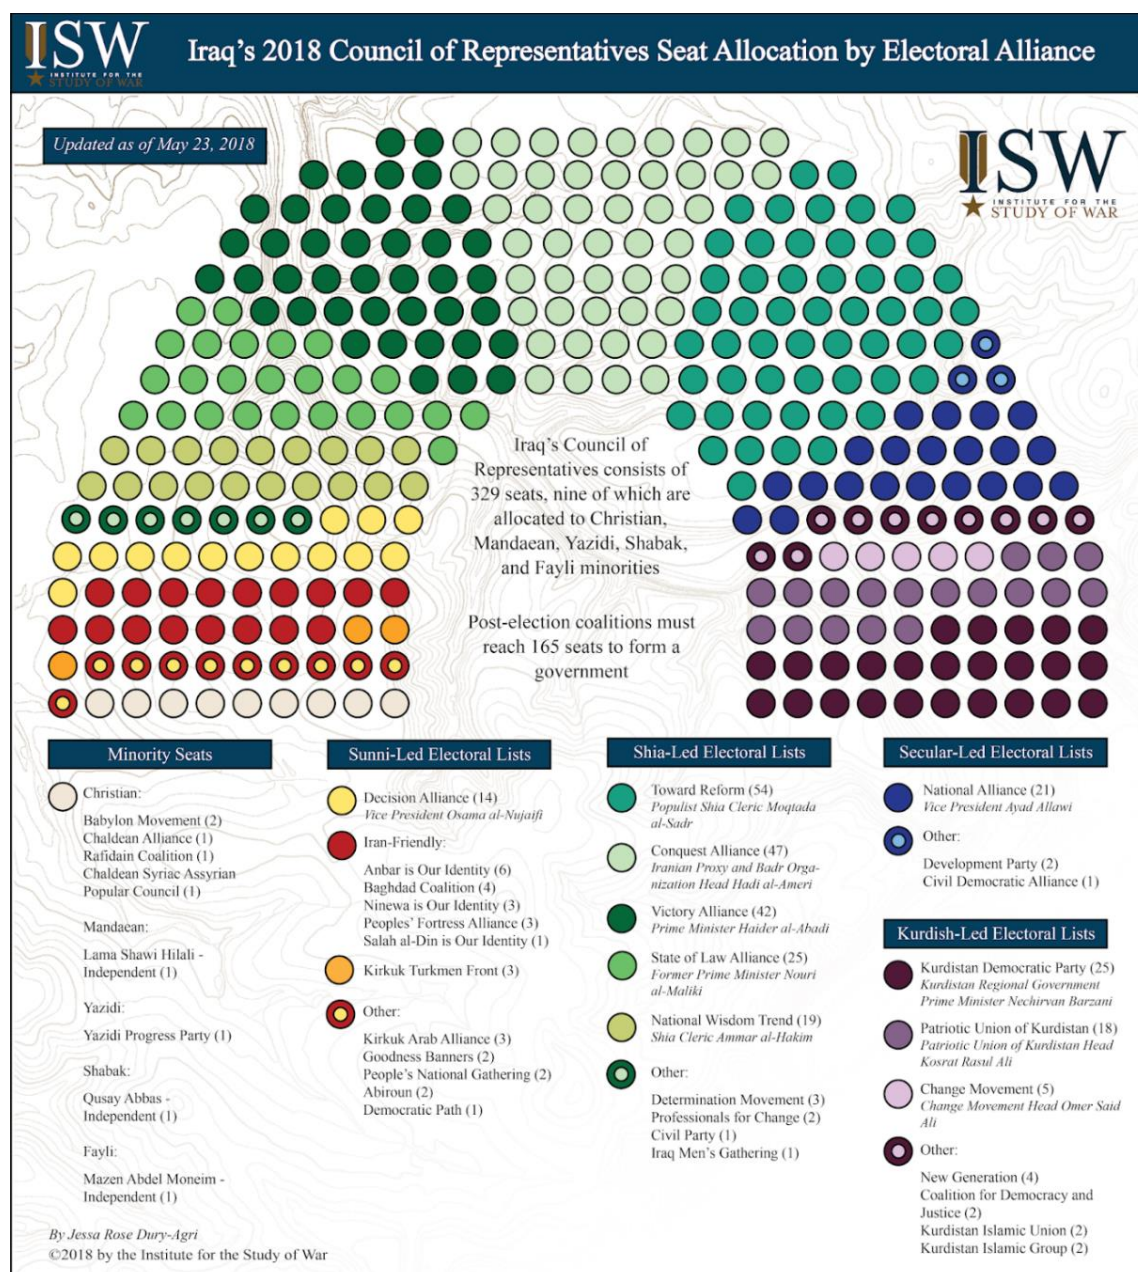 ISW
INSTITUTE FOR THE
STUDY OF WAR
Iraq's 2018 Council of Representatives Seat Allocation by Electoral Alliance
Updated as of May 23, 2018
ISW
INSTITUTE FOR THE
STUDY OF WAR
Iraq's Council of
Representatives consists of
329 seats, nine of which are
allocated to Christian,
Mandaean, Yazidi, Shabak,
and Fayli minorities
Post-election coalitions must
reach 165 seats to form a
government
Minority Seats
Christian:
Babylon Movement (2)
Chaldean Alliance (1)
Rafidain Coalition (1)
Chaldean Syriac Assyrian
Popular Council (1)
Mandaean:
Lama Shawi Hilali -
Independent (1)
Yazidi:
Yazidi Progress Party (1)
Shabak:
Qusay Abbas -
Independent (1)
Fayli:
Mazen Abdel Moneim -
Independent (1)
Sunni-Led Electoral Lists
Decision Alliance (14)
Vice President Osama al-Nujaifi
Iran-Friendly:
Anbar is Our Identity (6)
Baghdad Coalition (4)
Ninewa is Our Identity (3)
Peoples' Fortress Alliance (3)
Salah al-Din is Our Identity (1)
Kirkuk Turkmen Front (3)
Other:
Kirkuk Arab Alliance (3)
Goodness Banners (2)
People's National Gathering (2)
Abiroun (2)
Democratic Path (1)
Shia-Led Electoral Lists
Toward Reform (54)
Populist Shia Cleric Moqtada
al-Sadr
Conquest Alliance (47)
Iranian Proxy and Badr Orga-
nization Head Hadi al-Ameri
Victory Alliance (42)
Prime Minister Haider al-Abadi
State of Law Alliance (25)
Former Prime Minister Nouri
al-Maliki
National Wisdom Trend (19)
Shia Cleric Ammar al-Hakim
Other:
Determination Movement (3)
Professionals for Change (2)
Civil Party (1)
Iraq Men's Gathering (1)
Secular-Led Electoral Lists
National Alliance (21)
Vice President Ayad Allawi
Other:
Development Party (2)
Civil Democratic Alliance (1)
Kurdish-Led Electoral Lists
Kurdistan Democratic Party (25)
Kurdistan Regional Government
Prime Minister Nechirvan Barzani
Patriotic Union of Kurdistan (18)
Patriotic Union of Kurdistan Head
Kosrat Rasul Ali
Change Movement (5)
Change Movement Head Omer Said
Ali
Other:
New Generation (4)
Coalition for Democracy and
Justice (2)
Kurdistan Islamic Union (2)
Kurdistan Islamic Group (2)
By Jessa Rose Dury-Agri
©2018 by the Institute for the Study of War